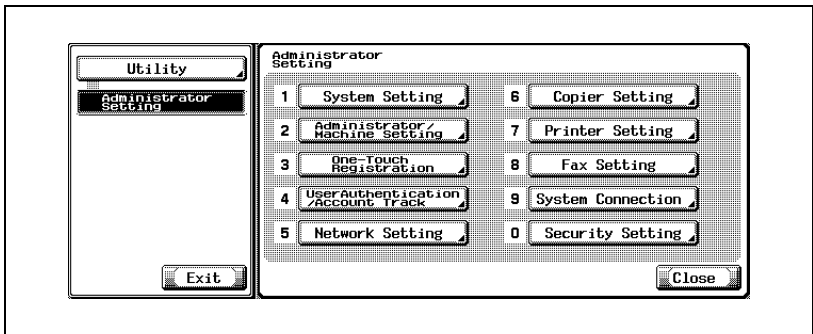 Utility
Administrator
Setting
Exit
Administrator
Setting
1 System Setting
2 Administrator/
Machine Setting
3 One-Touch
Registration
4 UserAuthentication
/Account Track
5 Network Setting
6 Copier Setting
7 Printer Setting
8 Fax Setting
9 System Connection
0 Security Setting
Close